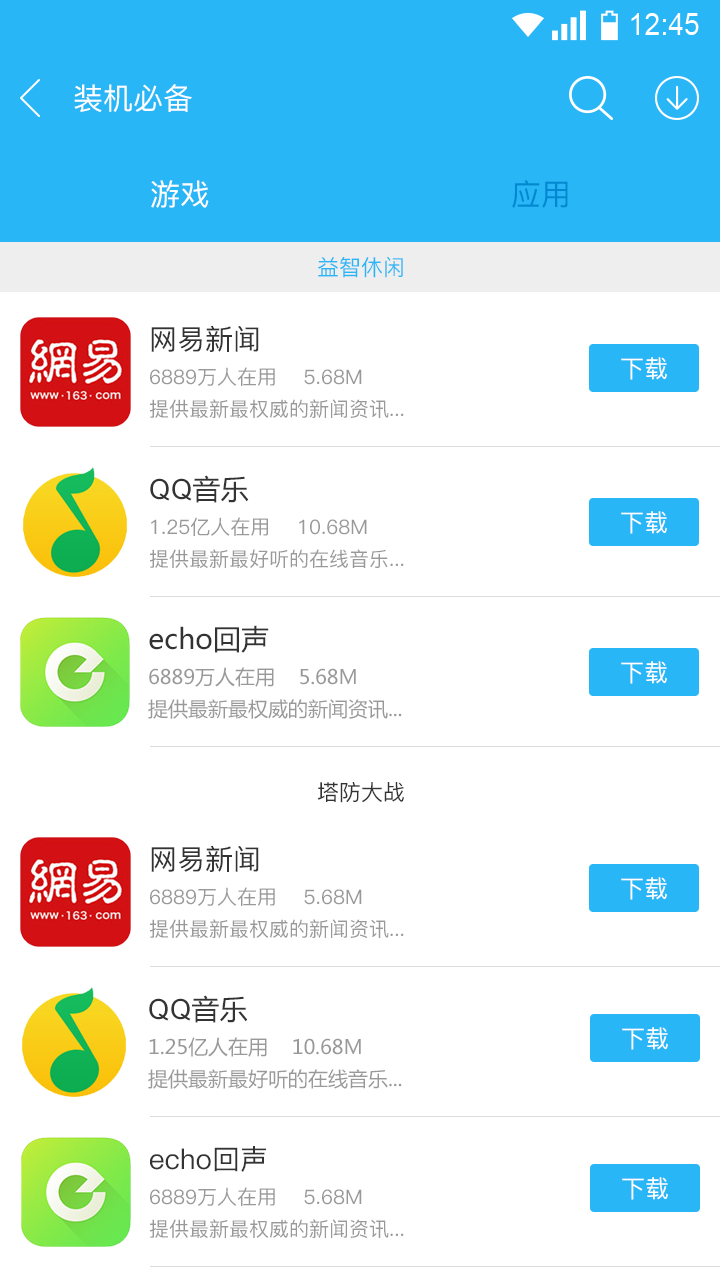 12:45
装机必备
游戏 应用
益智休闲
網易
www·163·com
网易新闻
6889万人在用 5.68M
提供最新最权威的新闻资讯...
下载
QQ音乐
1.25亿人在用 10.68M
提供最新最好听的在线音乐...
下载
echo回声
6889万人在用 5.68M
提供最新最权威的新闻资讯...
下载
塔防大战
網易
www·163·com
网易新闻
6889万人在用 5.68M
提供最新最权威的新闻资讯...
下载
QQ音乐
1.25亿人在用 10.68M
提供最新最好听的在线音乐...
下载
echo回声
6889万人在用 5.68M
提供最新最权威的新闻资讯...
下载